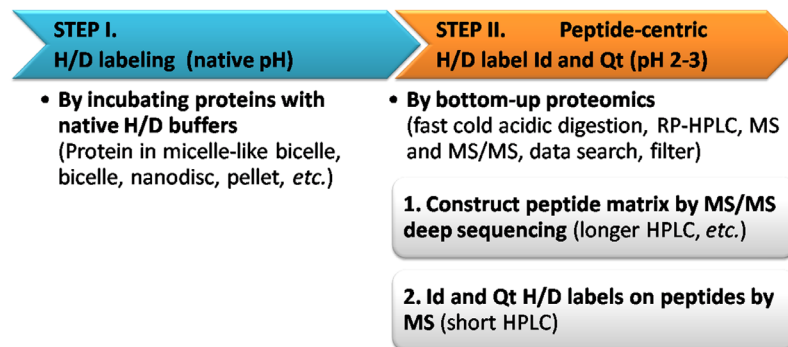 STEP I.
H/D labeling (native pH)
STEP II. Peptide-centric
H/D label Id and Qt (pH 2-3)
• By incubating proteins with
native H/D buffers
(Protein in micelle-like bicelle,
bicelle, nanodisc, pellet, etc.)
• By bottom-up proteomics
(fast cold acidic digestion, RP-HPLC, MS
and MS/MS, data search, filter)
1. Construct peptide matrix by MS/MS
deep sequencing (longer HPLC, etc.)
2. Id and Qt H/D labels on peptides by
MS (short HPLC)